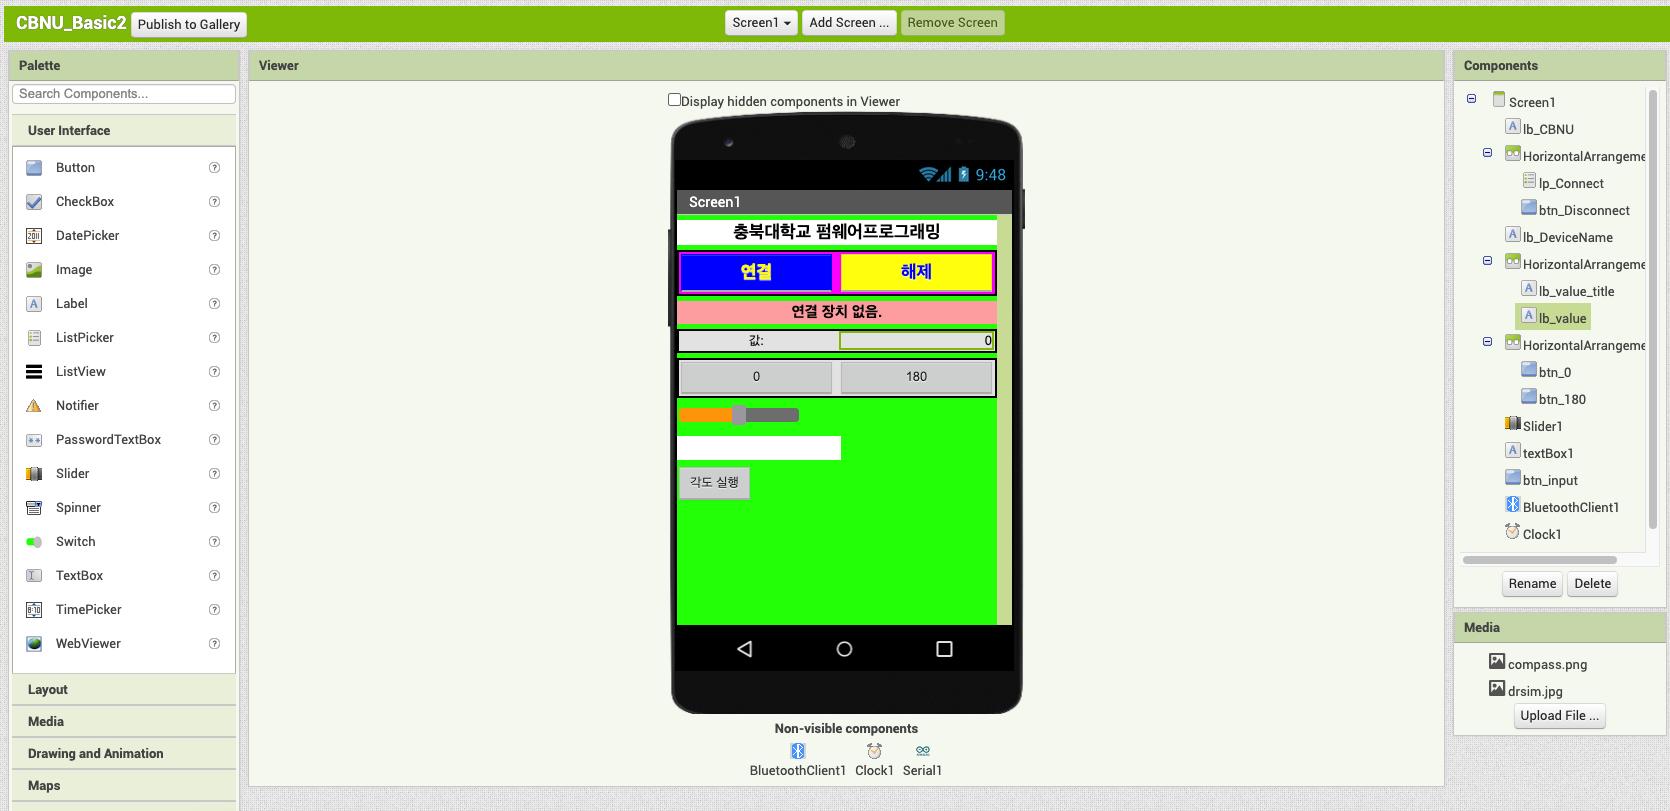 CBNU_Basic2
Publish to Gallery
Screen1
Add Screen ...
Remove Screen
Palette
Search Components...
User Interface
Button
CheckBox
DatePicker
Image
Label
ListPicker
ListView
Notifier
PasswordTextBox
Slider
Spinner
Switch
TextBox
TimePicker
WebViewer
Layout
Media
Drawing and Animation
Maps
Viewer
Display hidden components in Viewer
9:48
Screen1
충북대학교 펌웨어프로그래밍
연결 해제
연결 장치 없음.
값: 0
0 180
각도 실행
Non-visible components
BluetoothClient1 Clock1 Serial1
Components
Screen1
lb_CBNU
HorizontalArrangeme
lp_Connect
btn_Disconnect
lb_DeviceName
HorizontalArrangeme
lb_value_title
lb_value
HorizontalArrangeme
btn_0
btn_180
Slider1
textBox1
btn_input
BluetoothClient1
Clock1
Rename Delete
Media
compass.png
drsim.jpg
Upload File ...